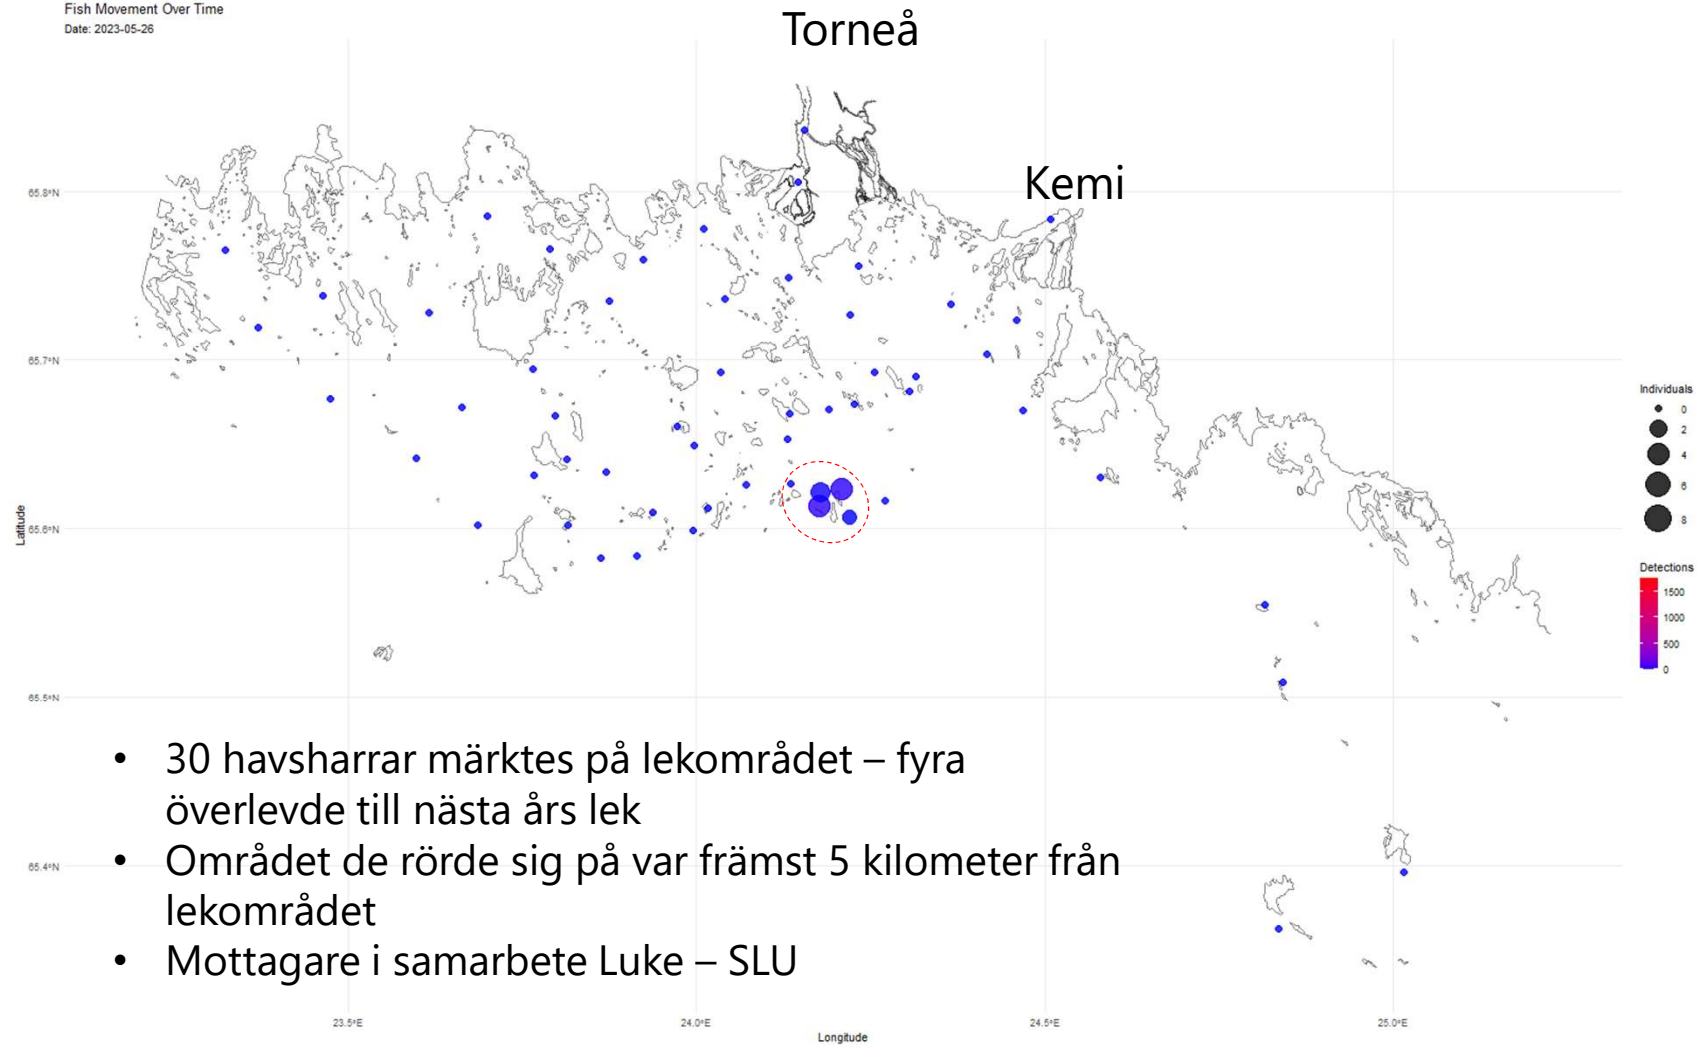 Fish Movement Over Time
Date: 2023-05-26
Torneå
Kemi
65.8°N
65.7°N
65.6°N
65.5°N
65.4°N
Latitude
Individuals
0
2
4
6
8
Detections
1500
1000
500
0
• 30 havsharrar märktes på lekområdet – fyra
överlevde till nästa års lek
• Området de rörde sig på var främst 5 kilometer från
lekområdet
• Mottagare i samarbete Luke – SLU
23.5°E
24.0°E
24.5°E
25.0°E
Longitude